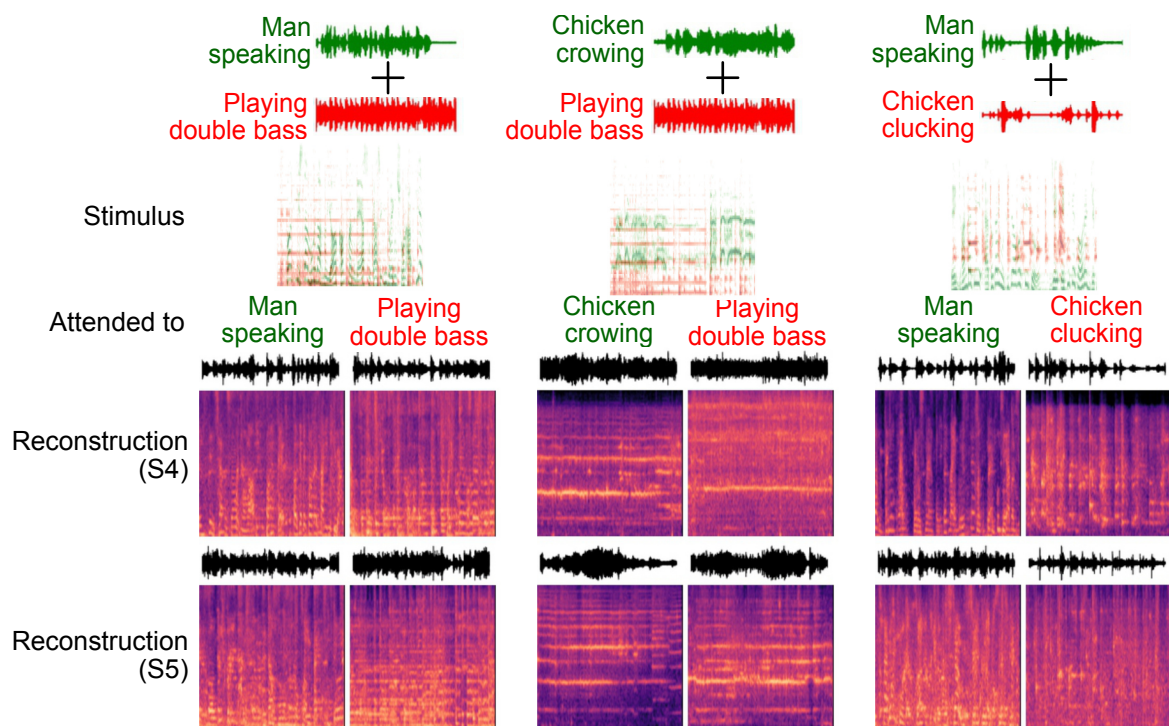 Man
speaking
Playing
double bass
Chicken
crowing
Playing
double bass
Man
speaking
Chicken
clucking
Stimulus
Attended to
Man
speaking
Playing
double bass
Chicken
crowing
Playing
double bass
Man
speaking
Chicken
clucking
Reconstruction
(S4)
Reconstruction
(S5)